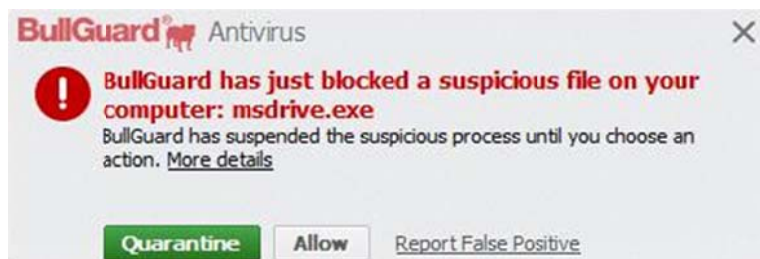 BullGuard® Antivirus
BullGuard has just blocked a suspicious file on your
computer: msdrive.exe
BullGuard has suspended the suspicious process until you choose an
action. More details
Quarantine Allow Report False Positive